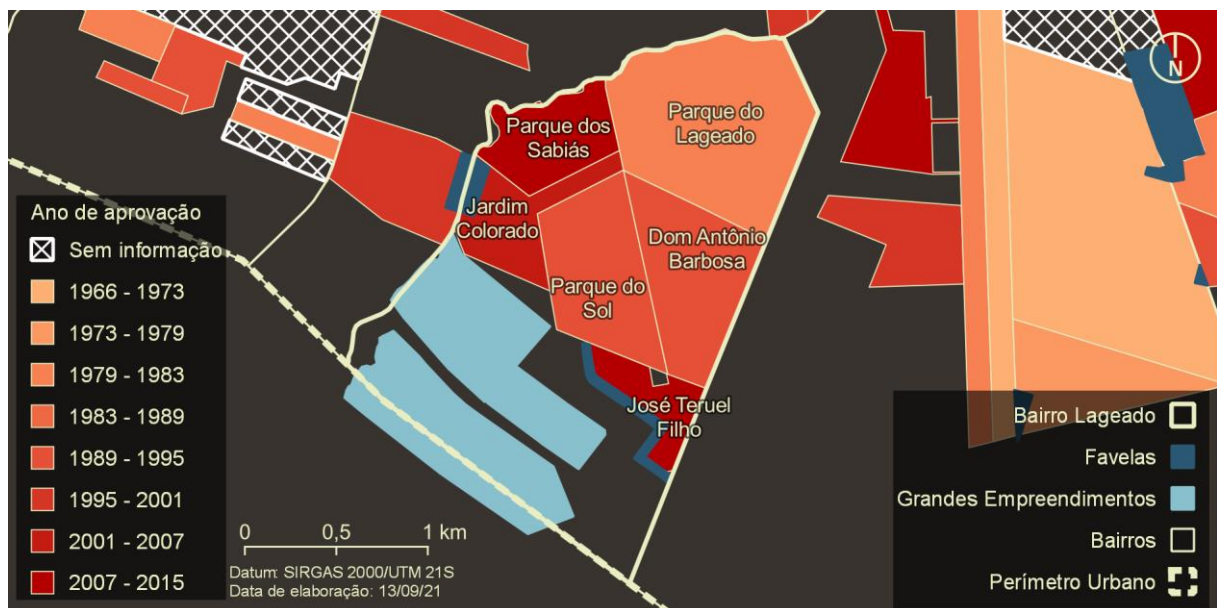 N
Parque do
Lageado
Parque dos
Sabiás
Jardim
Colorado
Dom Antônio
Barbosa
Parque do
Sol
José Teruel
Filho
Ano de aprovação
Sem informação
1966 - 1973
1973 - 1979
1979 - 1983
1983 - 1989
1989 - 1995
1995 - 2001
2001 - 2007
2007 - 2015
0 0,5 1 km
Datum: SIRGAS 2000/UTM 21S
Data de elaboração: 13/09/21
Bairro Lageado
Favelas
Grandes Empreendimentos
Bairros
Perímetro Urbano